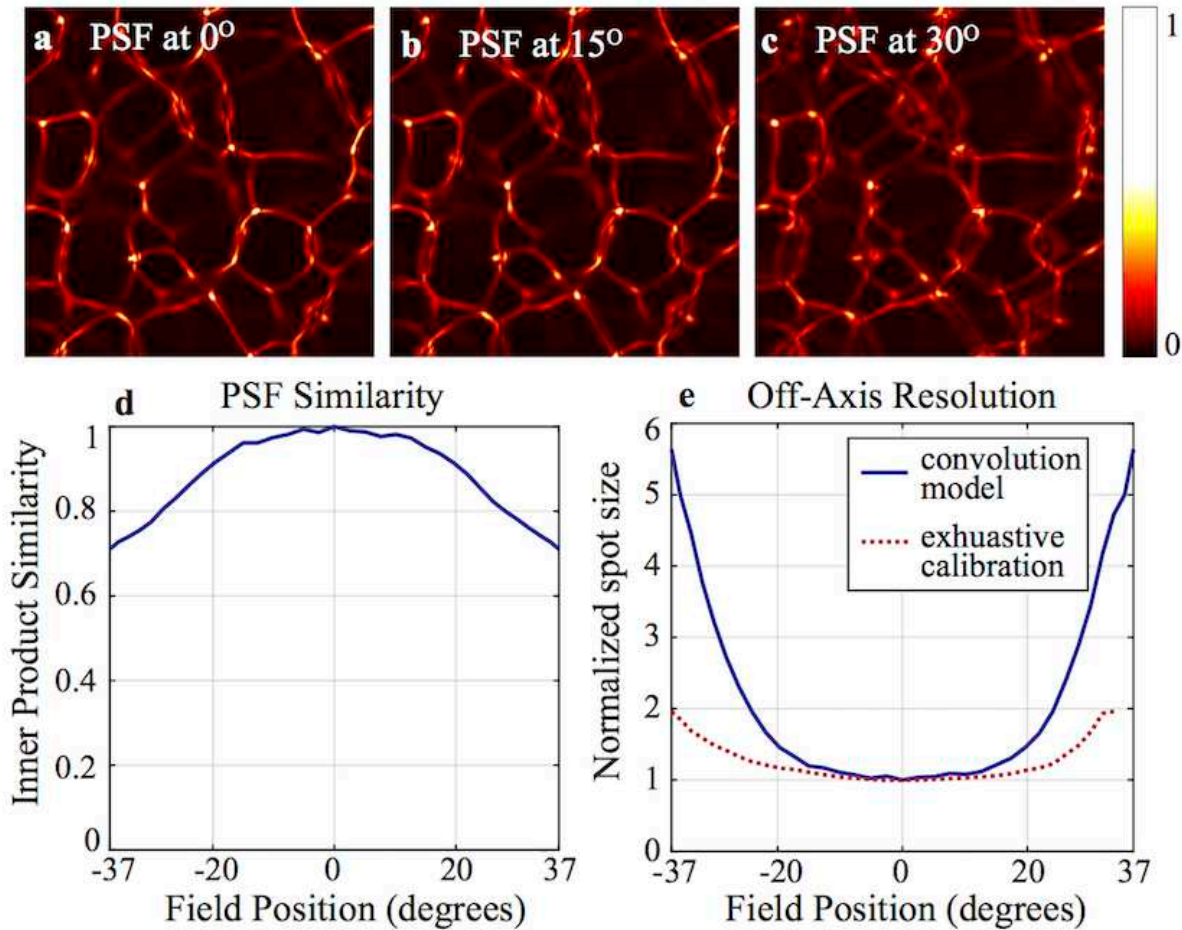 a PSF at 0° b PSF at 15° c PSF at 30° 1
0
d PSF Similarity
Inner Product Similarity
1
0.8
0.6
0.4
0.2
0
-37 -20 0 20 37
Field Position (degrees)
e Off-Axis Resolution
Normalized spot size
6
5
4
3
2
1
0
convolution
model
exhuastive
calibration
-37 -20 0 20 37
Field Position (degrees)